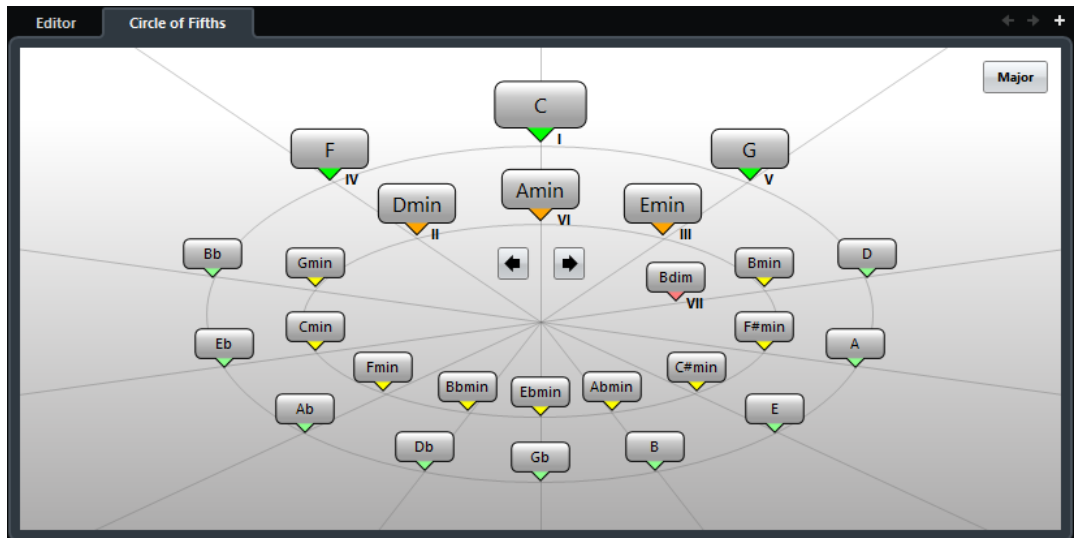 Editor
Circle of Fifths
Major
C
I
F
IV
G
V
Dmin
II
Amin
VI
Emin
III
Bb
Gmin
Bdim
VII
Bmin
D
Eb
Cmin
F#min
A
Fmin
C#min
Bbmin
Ebmin
Abmin
Ab
E
Db
Gb
B